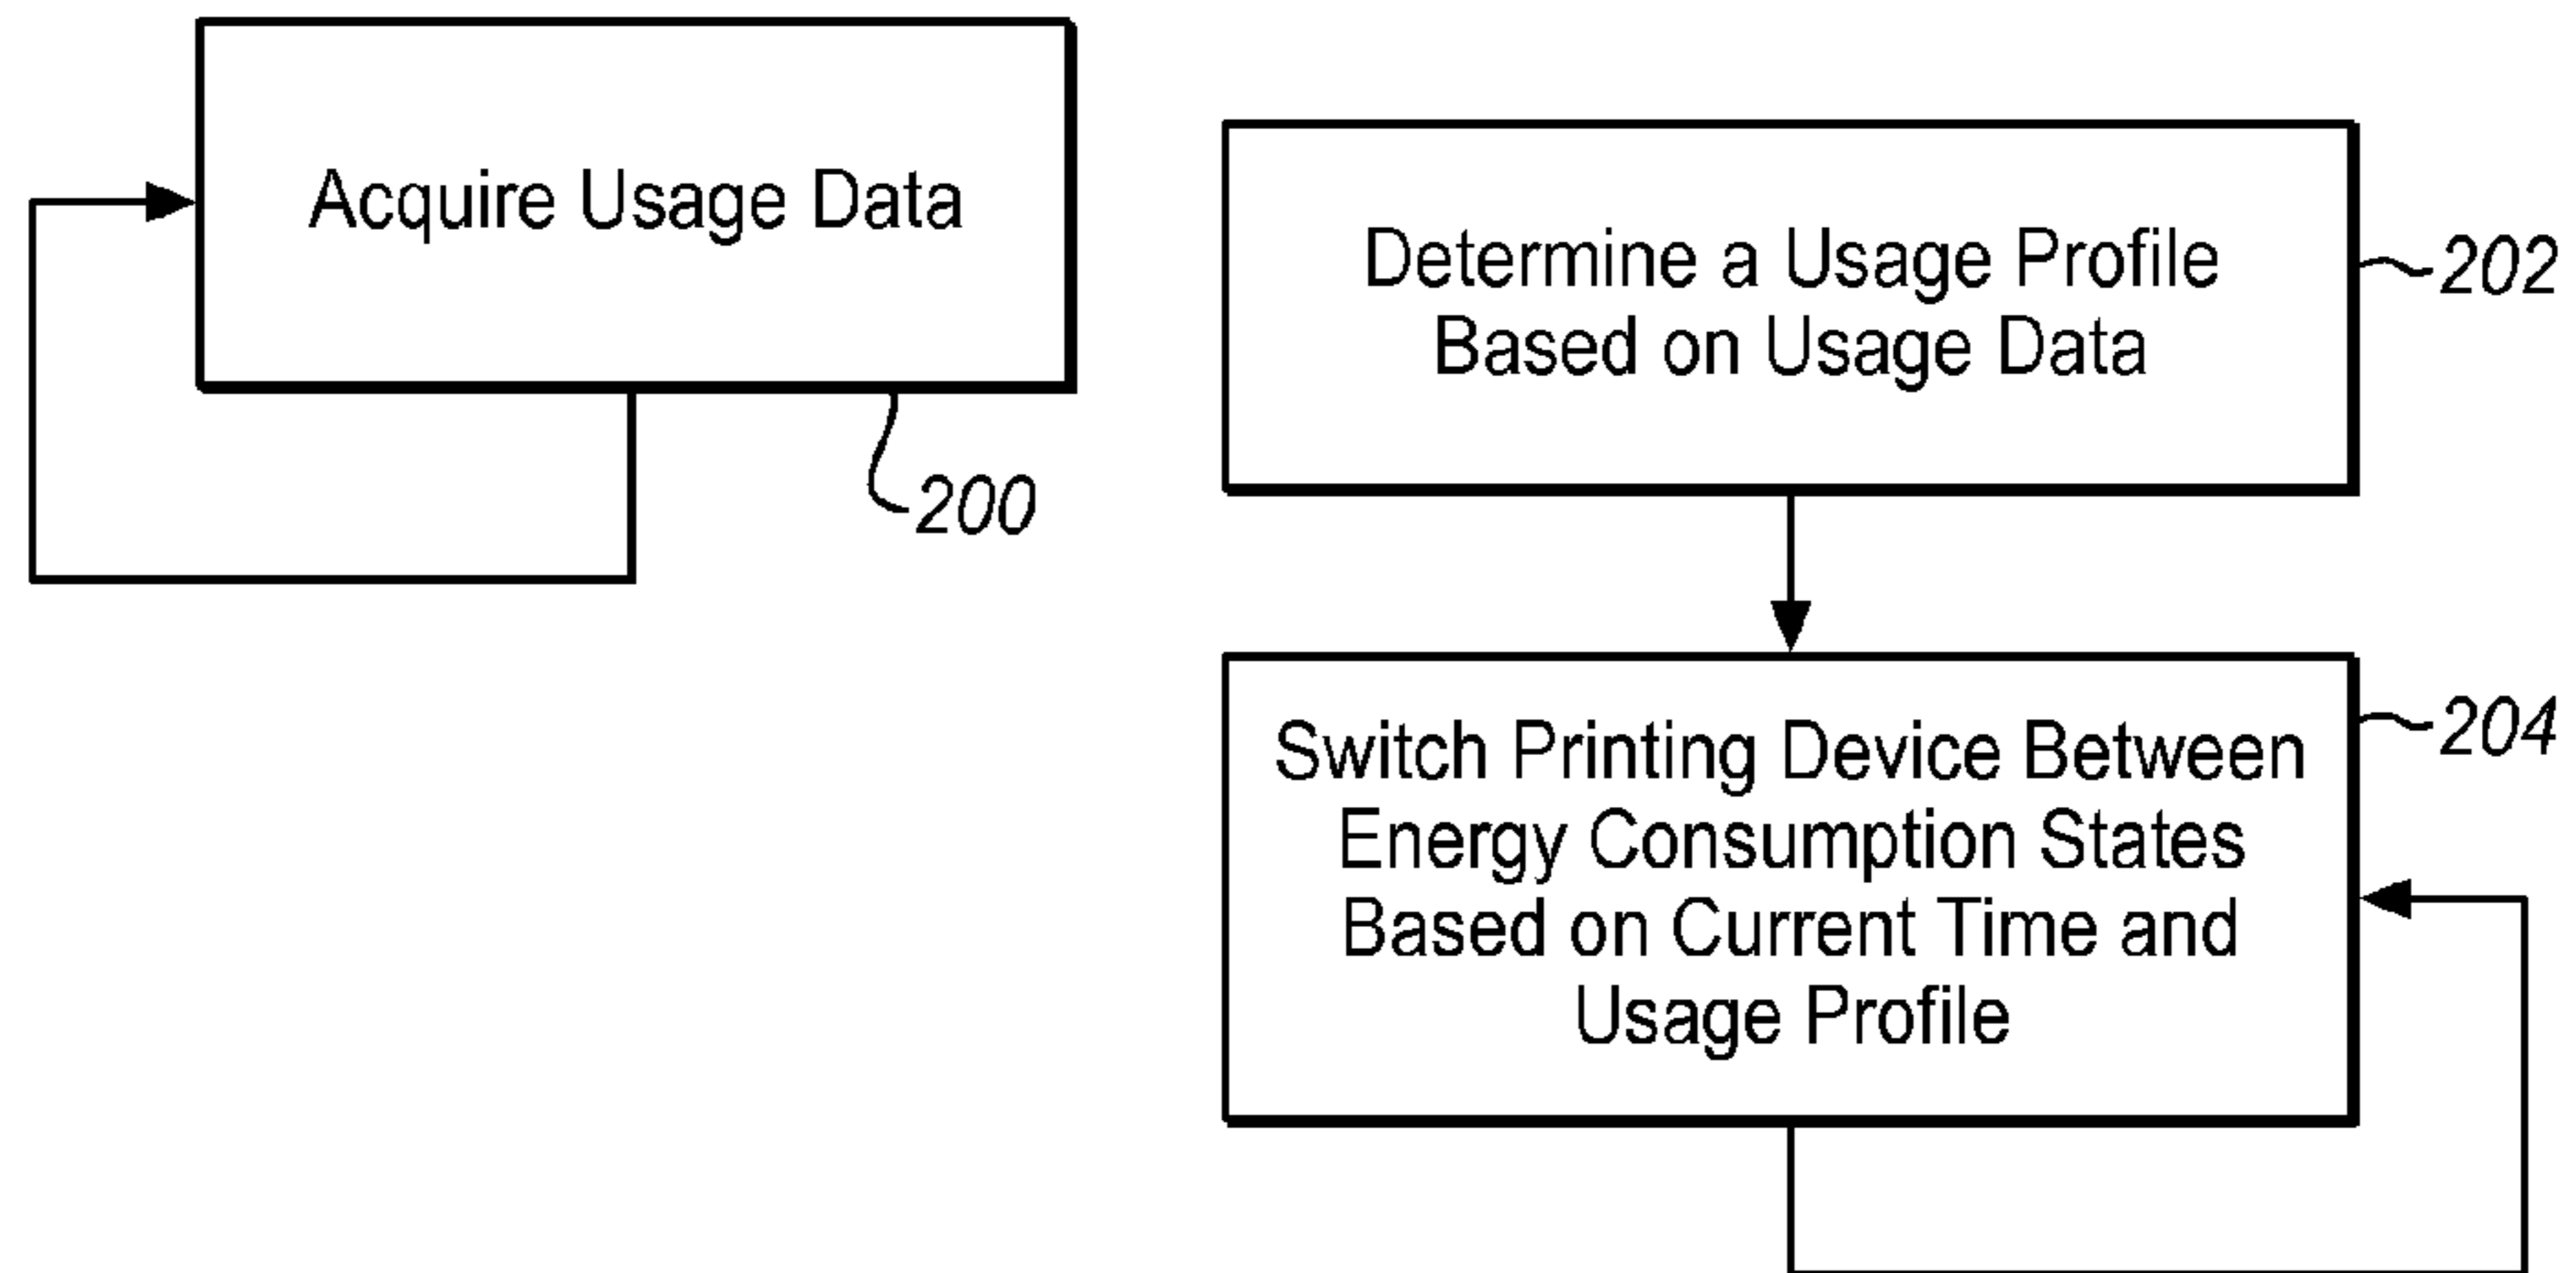 Acquire Usage Data
200
Determine a Usage Profile
Based on Usage Data
202
Switch Printing Device Between
Energy Consumption States
Based on Current Time and
Usage Profile
204